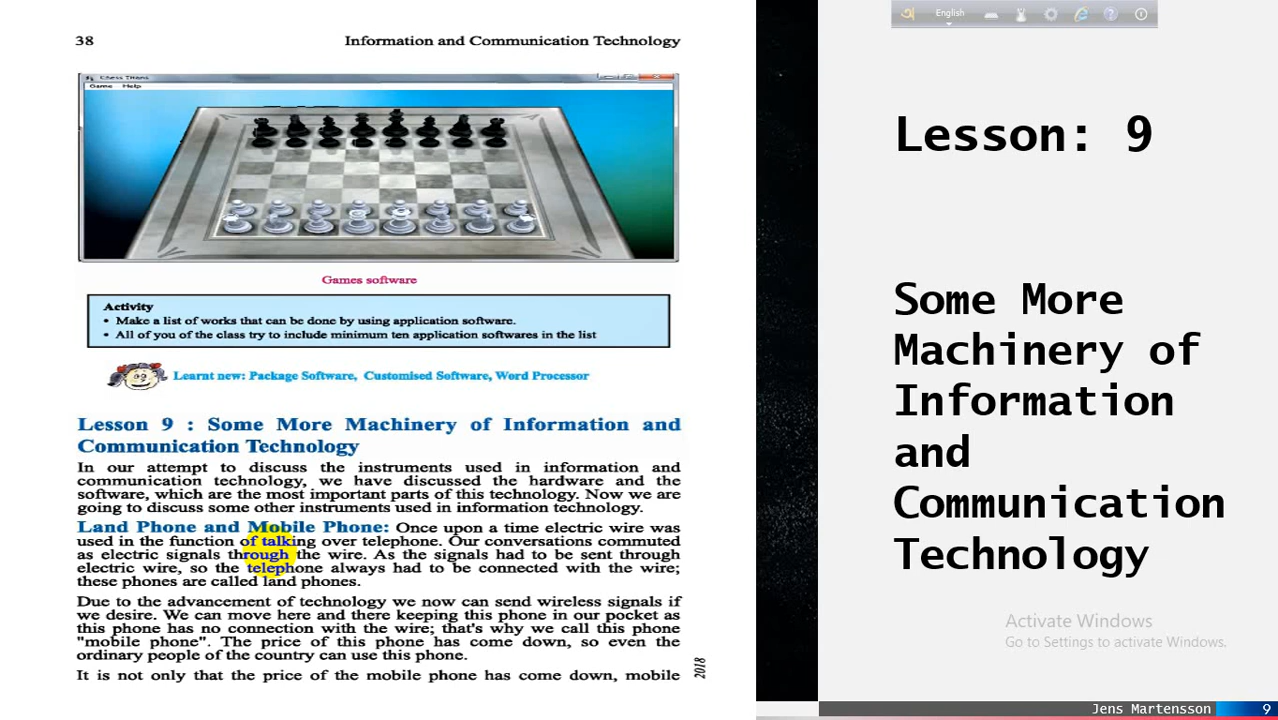 38 Information and Communication Technology
Chess Titans
Game Help
Games software
Activity
• Make a list of works that can be done by using application software.
• All of you of the class try to include minimum ten application softwares in the list
Learnt new: Package Software, Customised Software, Word Processor
Lesson 9 : Some More Machinery of Information and
Communication Technology
In our attempt to discuss the instruments used in information and
communication technology, we have discussed the hardware and the
software, which are the most important parts of this technology. Now we are
going to discuss some other instruments used in information technology.
Land Phone and Mobile Phone: Once upon a time electric wire was
used in the function of talking over telephone. Our conversations commuted
as electric signals through the wire. As the signals had to be sent through
electric wire, so the telephone always had to be connected with the wire;
these phones are called land phones.
Due to the advancement of technology we now can send wireless signals if
we desire. We can move here and there keeping this phone in our pocket as
this phone has no connection with the wire; that's why we call this phone
"mobile phone". The price of this phone has come down, so even the
ordinary people of the country can use this phone.
It is not only that the price of the mobile phone has come down, mobile
2018
English
Lesson: 9
Some More
Machinery of
Information
and
Communication
Technology
Activate Windows
Go to Settings to activate Windows.
Jens Martensson 9